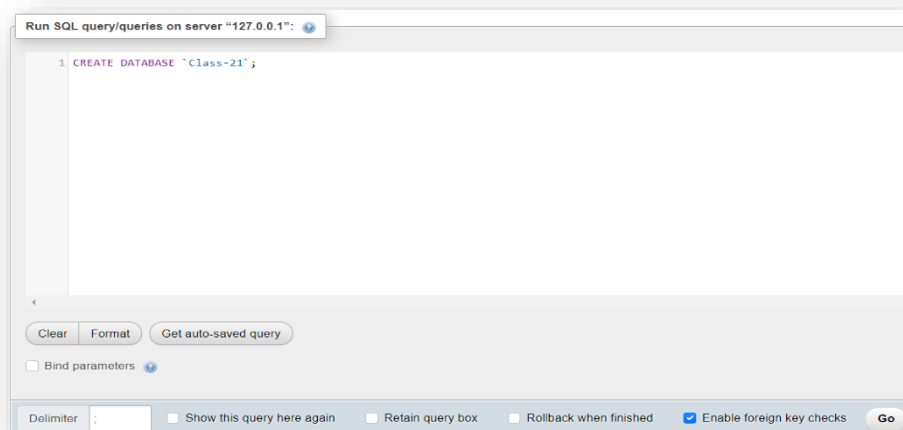 Run SQL query/queries on server “127.0.0.1”:
1 CREATE DATABASE `Class-21`;
Clear Format Get auto-saved query
Bind parameters
Delimiter ; Show this query here again Retain query box Rollback when finished Enable foreign key checks Go